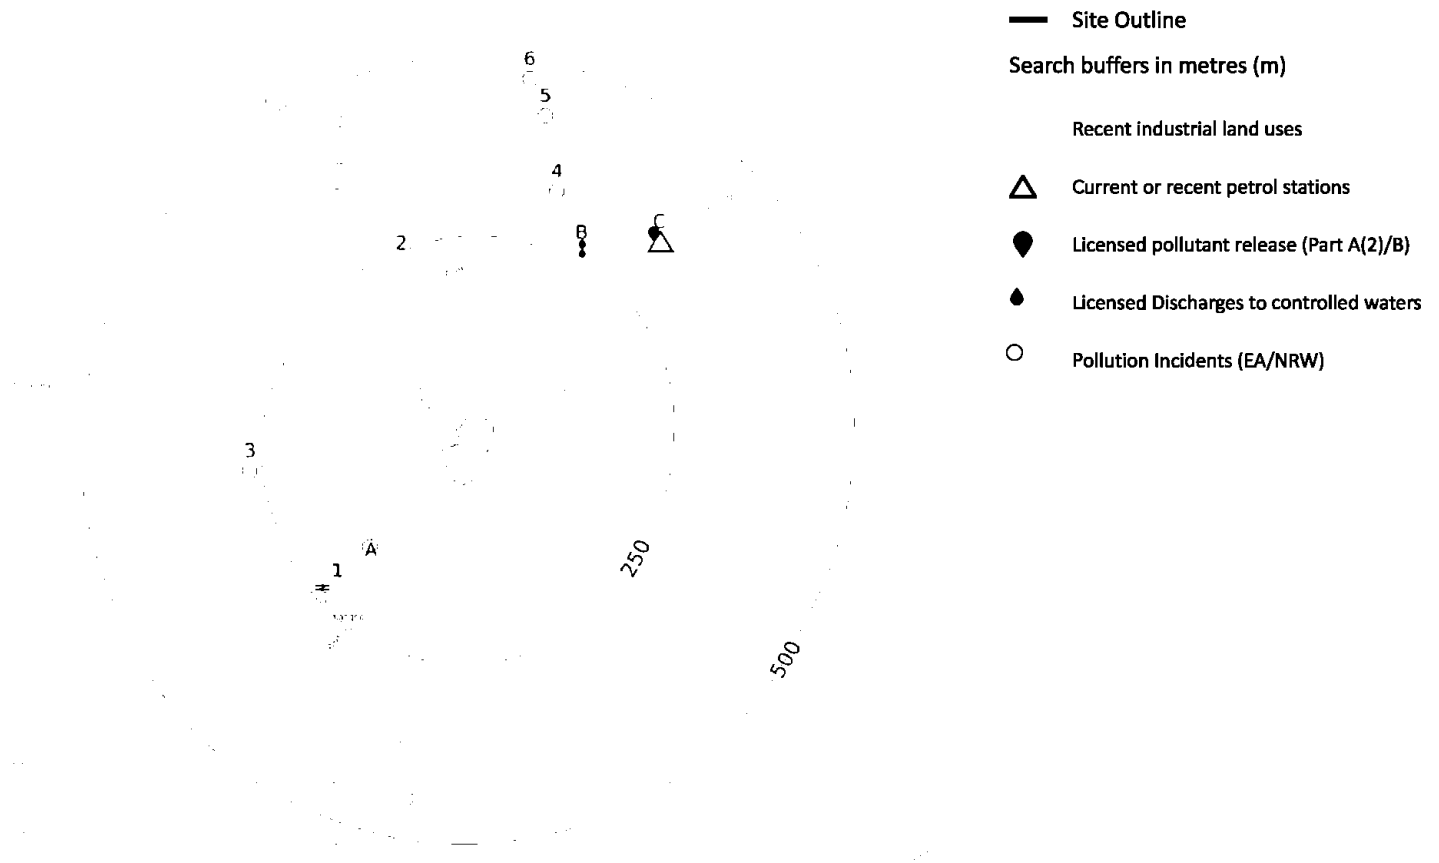 Site Outline
Search buffers in metres (m)
Recent industrial land uses
Current or recent petrol stations
Licensed pollutant release (Part A(2)/B)
Licensed Discharges to controlled waters
Pollution Incidents (EA/NRW)
6
5
4
C
B
2
3
A
1
250
500